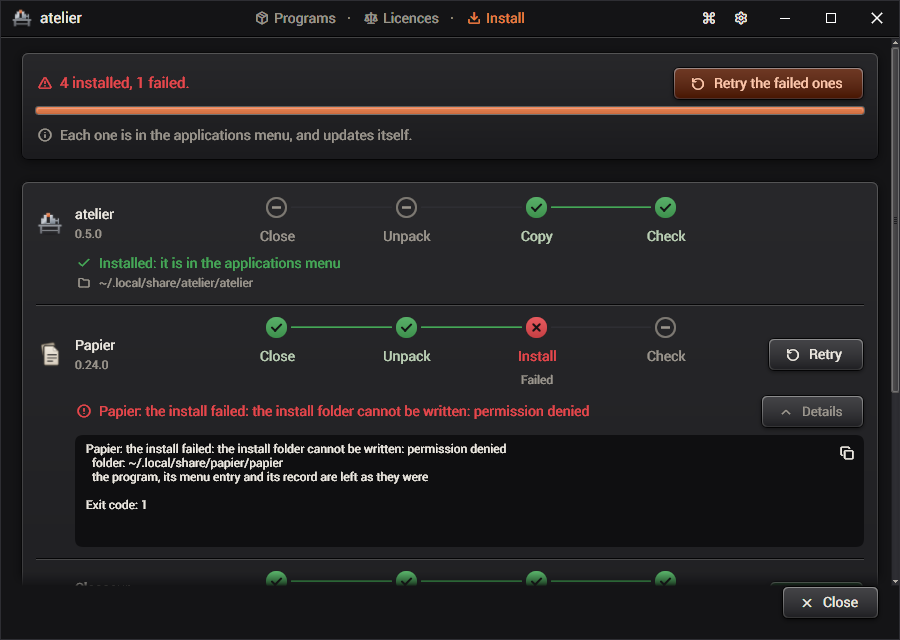 atelier
Programs · Licences · Install
4 installed, 1 failed.
Retry the failed ones
Each one is in the applications menu, and updates itself.
atelier
0.5.0
Close
Unpack
Copy
Check
Installed: it is in the applications menu
~/.local/share/atelier/atelier
Papier
0.24.0
Close
Unpack
Install
Failed
Check
Retry
Papier: the install failed: the install folder cannot be written: permission denied
Details
Papier: the install failed: the install folder cannot be written: permission denied
folder: ~/.local/share/papier/papier
the program, its menu entry and its record are left as they were
Exit code: 1
Close